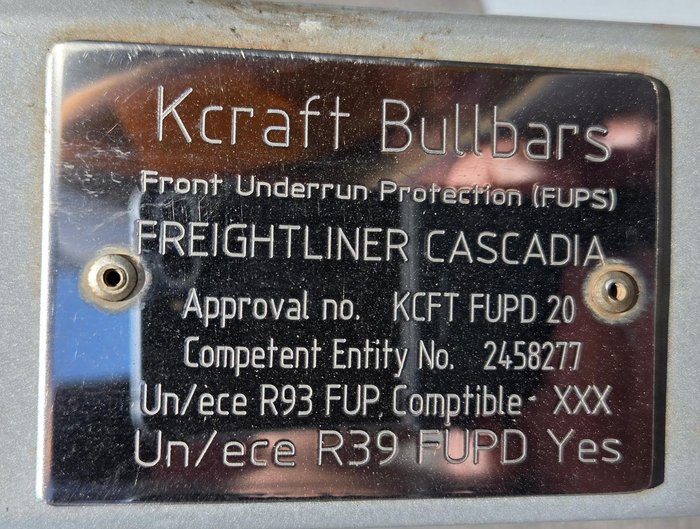 Kcraft Bullbars
Front Underrun Protection (FUPS)
FREIGHTLINER CASCADIA
Approval no. KCFT FUPD 20
Competent Entity No. 2458277
Un/ece R93 FUP Comptible - XXX
Un/ece R39 FUPD Yes